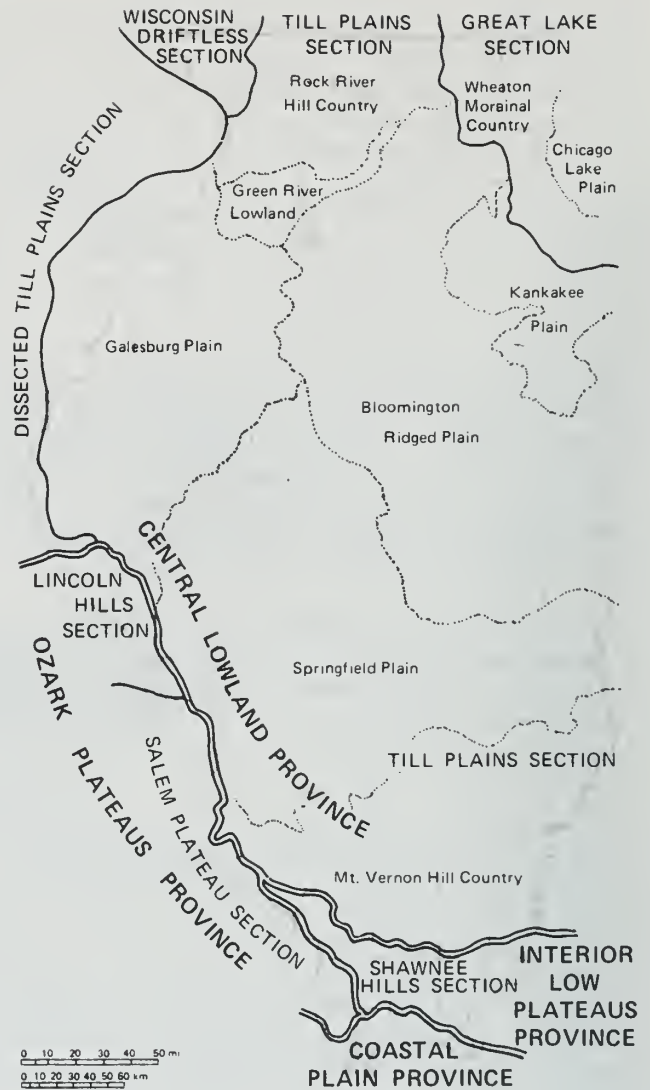 WISCONSIN
DRIFTLESS
SECTION
TILL PLAINS
SECTION
GREAT LAKE
SECTION
Rock River
Hill Country
Wheaton
Morainal
Country
Chicago
Lake
Plain
Green River
Lowland
DISSECTED TILL PLAINS SECTION
Kankakee
Plain
Galesburg Plain
Bloomington
Ridged Plain
LINCOLN
HILLS
SECTION
CENTRAL LOWLAND PROVINCE
OZARK PLATEAUS PROVINCE
SALEM PLATEAU SECTION
Springfield Plain
TILL PLAINS SECTION
Mt. Vernon Hill Country
SHAWNEE
HILLS SECTION
INTERIOR
LOW
PLATEAUS
PROVINCE
COASTAL
PLAIN PROVINCE
0 10 20 30 40 50 mi
0 10 20 30 40 50 60 km